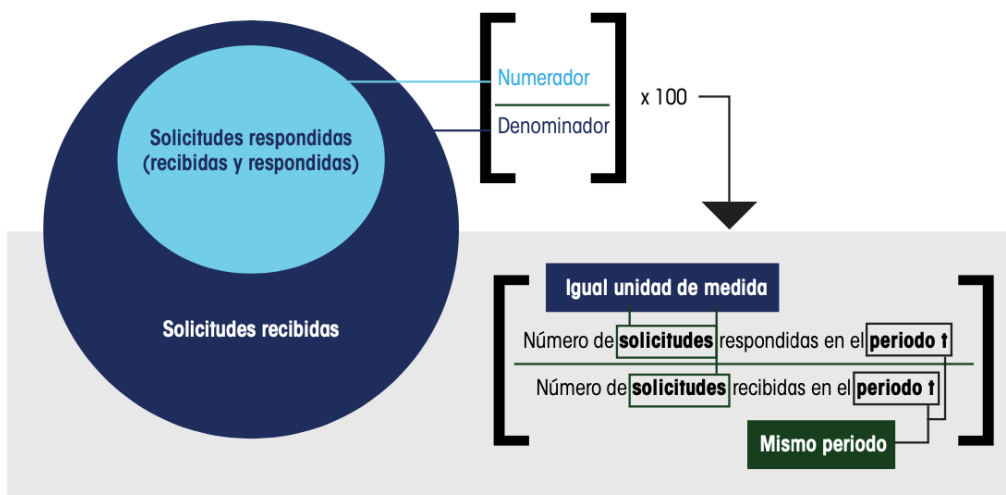 Numerador
Denominador
x 100
Solicitudes respondidas
(recibidas y respondidas)
Solicitudes recibidas
Igual unidad de medida
Número de solicitudes respondidas en el periodo t
Número de solicitudes recibidas en el periodo t
Mismo periodo